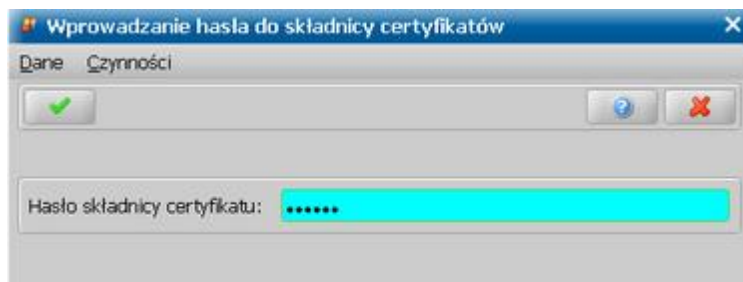 Wprowadzanie hasla do składnicy certyfikatów
Dane Czynności
Hasło składnicy certyfikatu: ••••••